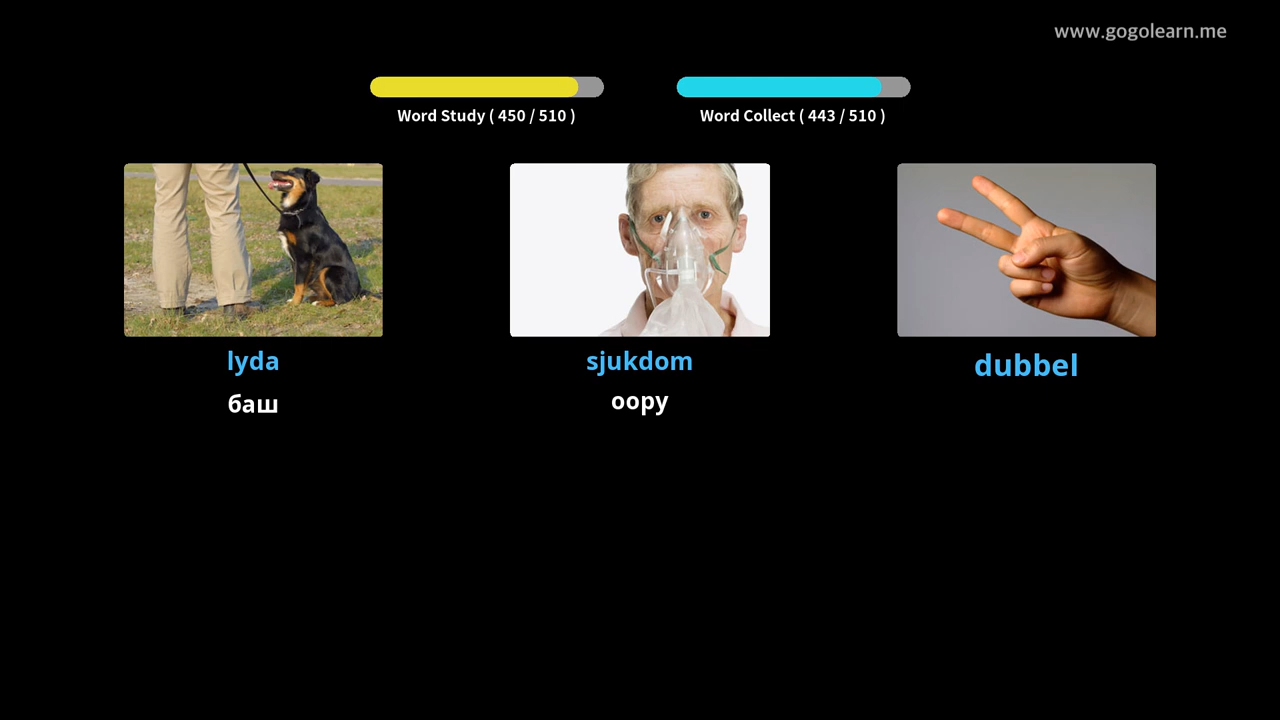 www.gogolearn.me
Word Study ( 450 / 510 )
Word Collect ( 443 / 510 )
lyda
sjukdom
dubbel
баш
оору